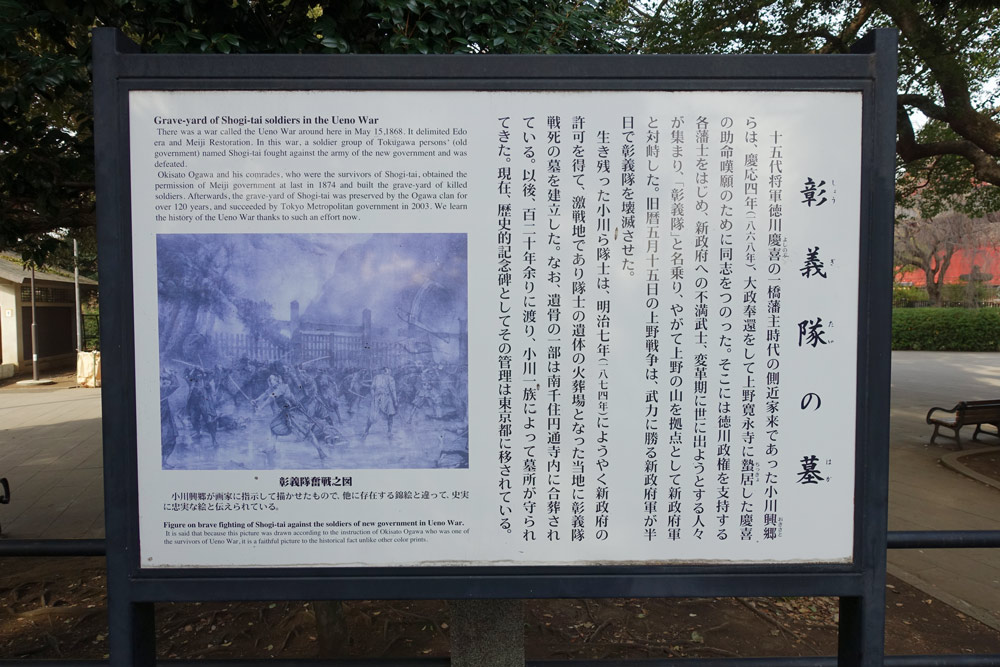 彰義隊の墓
しょうぎたいはか
十五代将軍徳川慶喜の一橋藩主時代の側近家来であった小川興郷
らは、慶応四年(一八六八年)、大政奉還をして上野寛永寺に蟄居した慶喜
の助命嘆願のために同志をつのった。そこには徳川政権を支持する
各藩士をはじめ、新政府への不満武士、変革期に世に出ようとする人々
が集まり、「彰義隊」と名乗り、やがて上野の山を拠点として新政府軍
と対峙した。旧暦五月十五日の上野戦争は、武力に勝る新政府軍が半
日で彰義隊を壊滅させた。
生き残った小川ら隊士は、明治七年(一八七四年)にようやく新政府の
許可を得て、激戦地であり隊士の遺体の火葬場となった当地に彰義隊
戦死の墓を建立した。なお、遺骨の一部は南千住円通寺内に合葬され
ている。以後、百二十年余りに渡り、小川一族によって墓所が守られ
てきた。現在、歴史的記念碑としてその管理は東京都に移されている。
Grave-yard of Shogi-tai soldiers in the Ueno War
There was a war called the Ueno War around here in May 15,1868. It delimited Edo
era and Meiji Restoration. In this war, a soldier group of Tokugawa persons' (old
government) named Shogi-tai fought against the army of the new government and was
defeated.
Okisato Ogawa and his comrades, who were the survivors of Shogi-tai, obtained the
permission of Meiji government at last in 1874 and built the grave-yard of killed
soldiers. Afterwards, the grave-yard of Shogi-tai was preserved by the Ogawa clan for
over 120 years, and succeeded by Tokyo Metropolitan government in 2003. We learn
the history of the Ueno War thanks to such an effort now.
彰義隊奮戦之図
小川興郷が画家に指示して描かせたもので、他に存在する錦絵と違って、史実
に忠実な絵と伝えられている。
Figure on brave fighting of Shogi-tai against the soldiers of new government in Ueno War.
It is said that because this picture was drawn according to the instruction of Okisato Ogawa who was one of
the survivors of Ueno War, it is a faithful picture to the historical fact unlike other color prints.